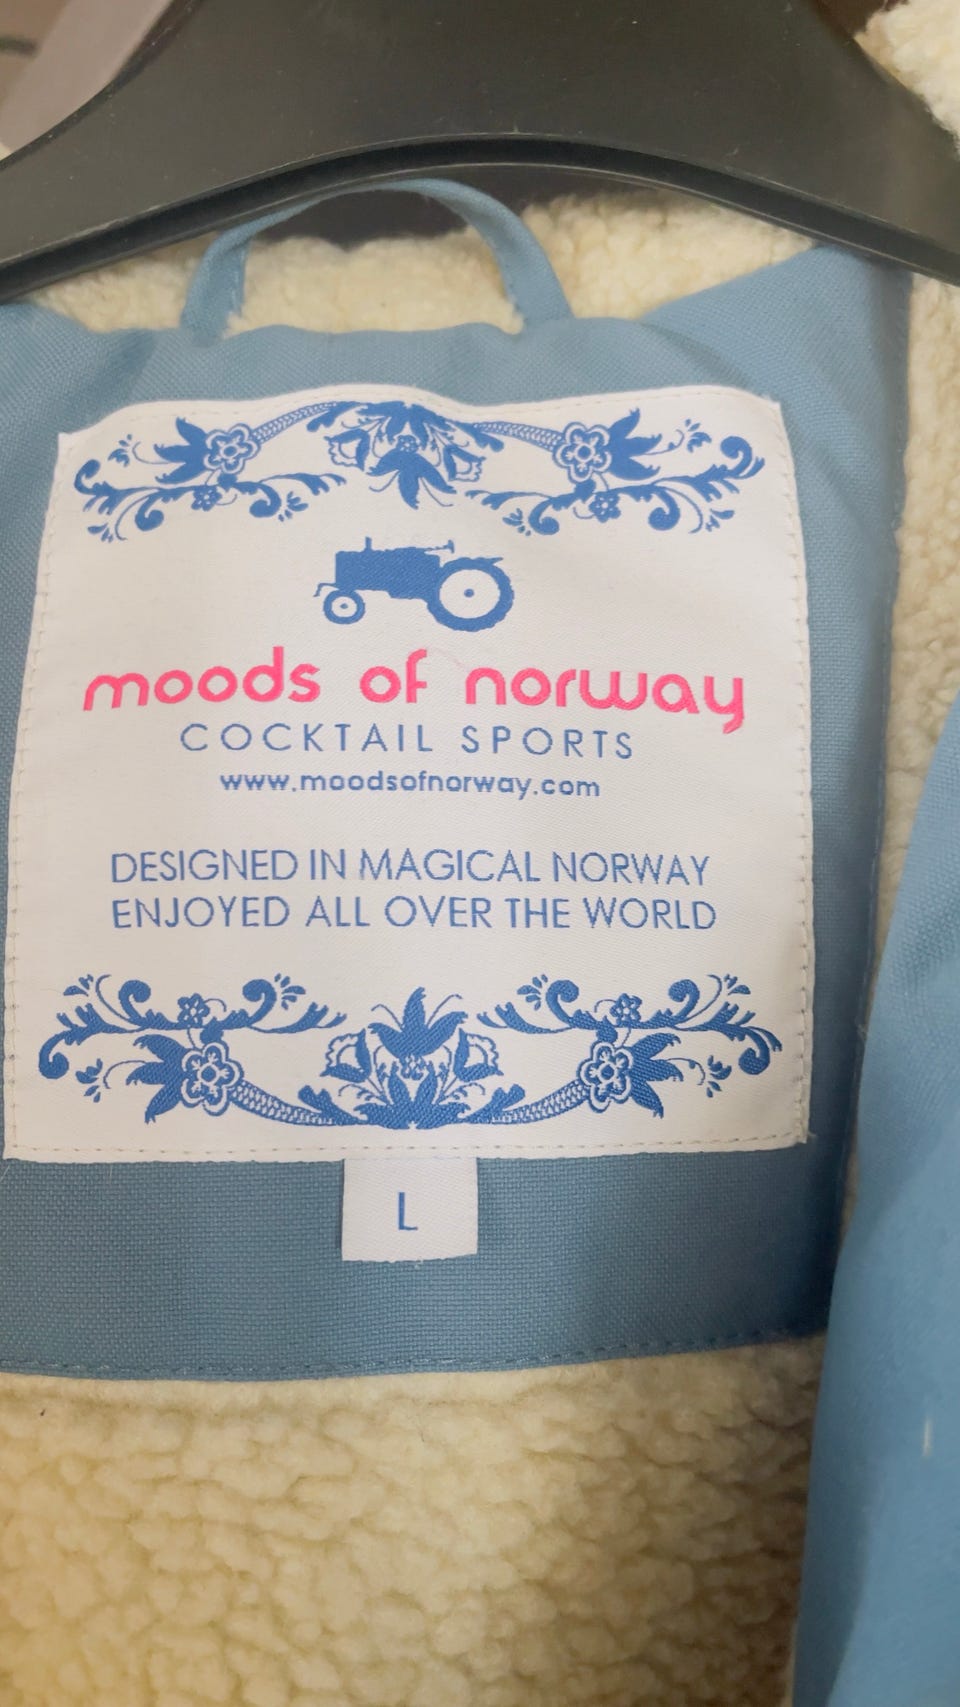 moods of norway
COCKTAIL SPORTS
www.moodsofnorway.com
DESIGNED IN MAGICAL NORWAY
ENJOYED ALL OVER THE WORLD
L